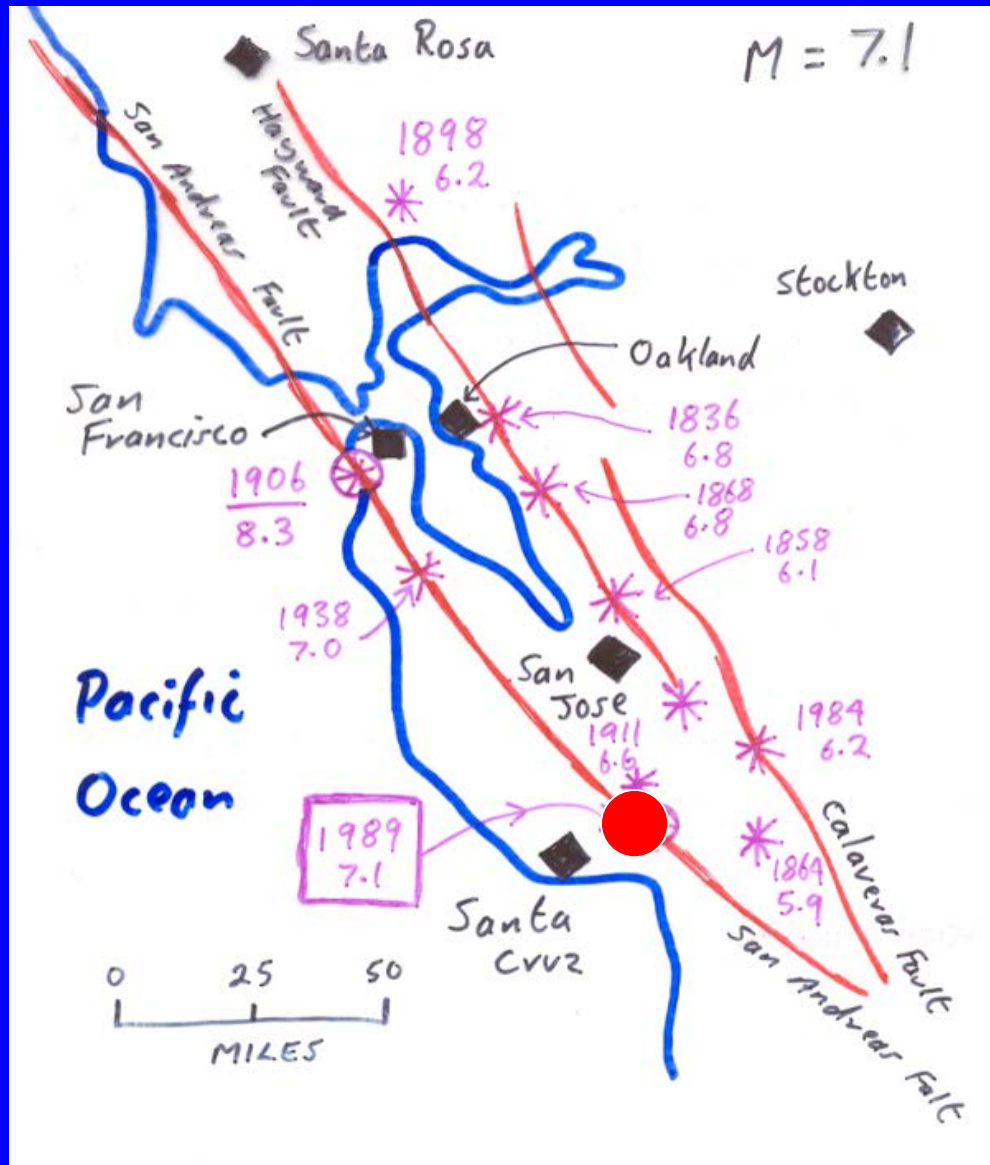 Santa Rosa
M = 7.1
San Andreas Fault
Hayward
Fault
1898
6.2
Stockton
Oakland
San
Francisco
1836
6.8
1906
8.3
1868
6.8
1858
6.1
1938
7.0
San
Jose
Pacific
Ocean
1911
6.6
1984
6.2
1989
7.1
Calaveras Fault
1864
5.9
Santa
Cruz
San Andreas Falt
0 25 50
MILES